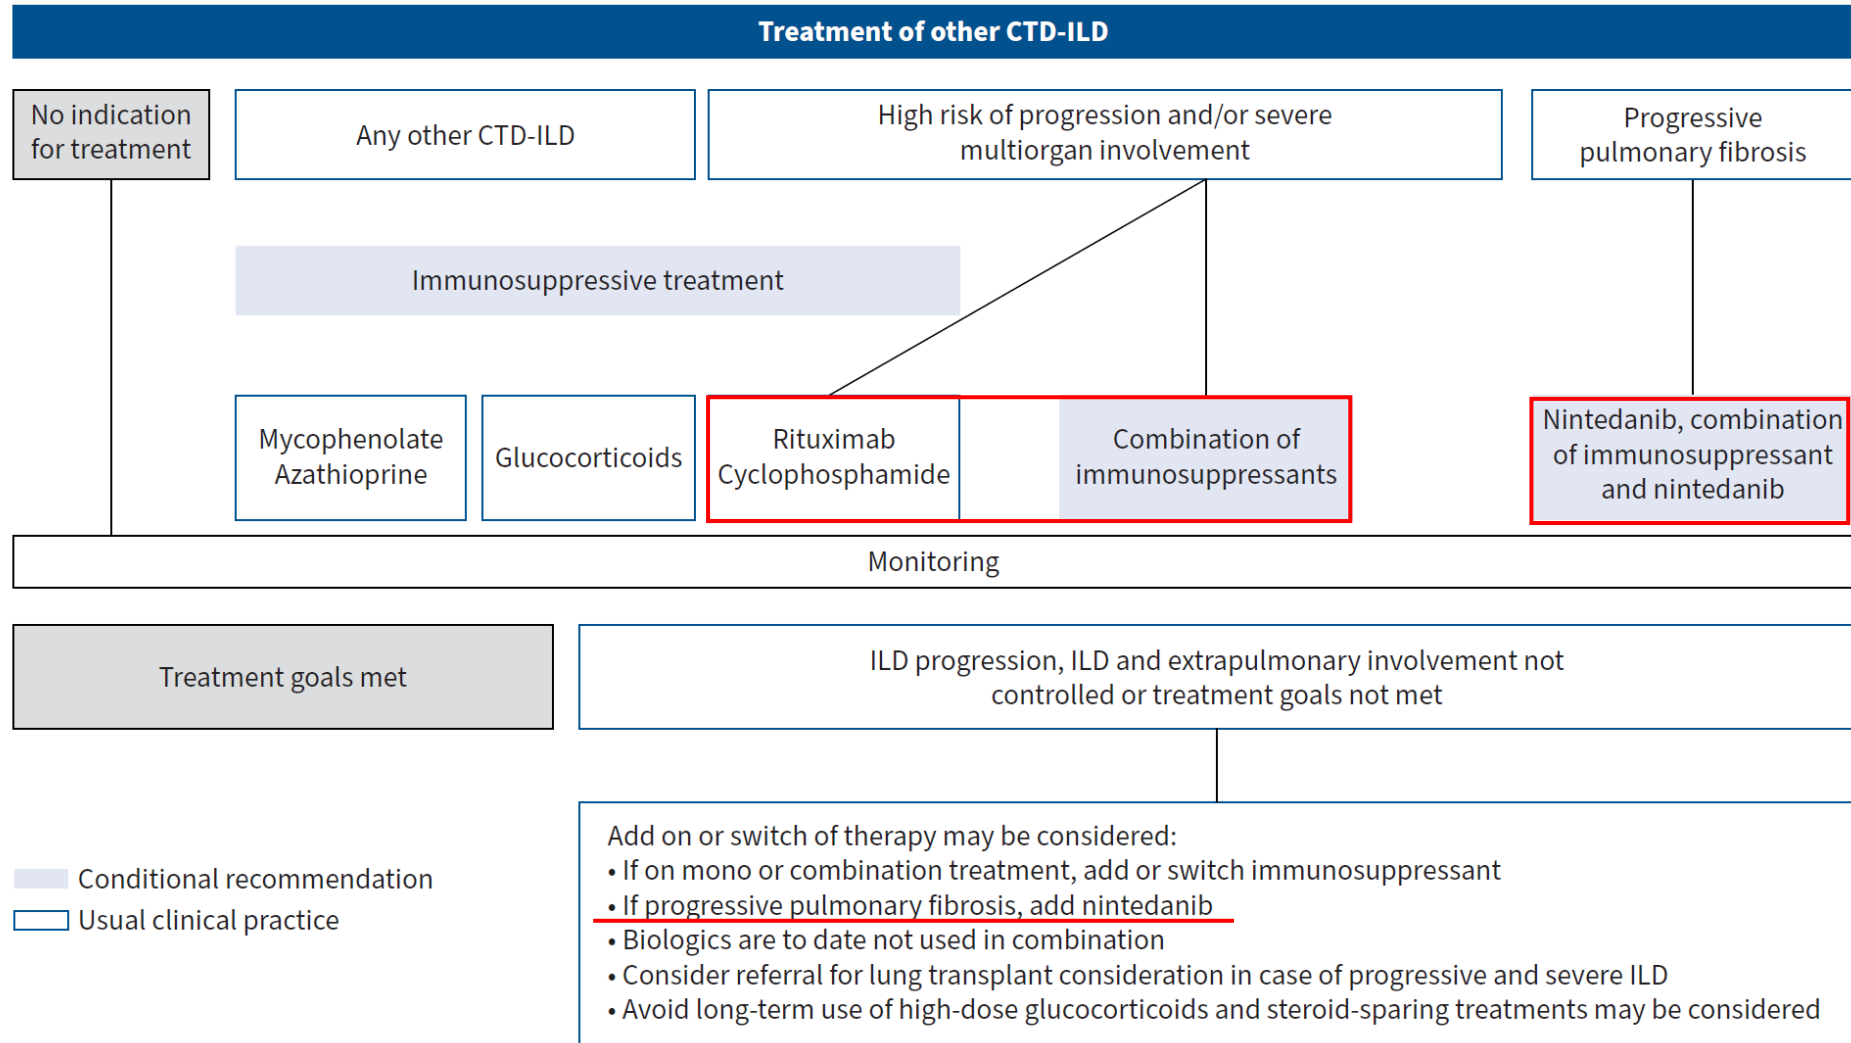 Treatment of other CTD-ILD
No indication
for treatment
Any other CTD-ILD
High risk of progression and/or severe
multiorgan involvement
Progressive
pulmonary fibrosis
Immunosuppressive treatment
Mycophenolate
Azathioprine
Glucocorticoids
Rituximab
Cyclophosphamide
Combination of
immunosuppressants
Nintedanib, combination
of immunosuppressant
and nintedanib
Monitoring
Treatment goals met
ILD progression, ILD and extrapulmonary involvement not
controlled or treatment goals not met
Add on or switch of therapy may be considered:
• If on mono or combination treatment, add or switch immunosuppressant
• If progressive pulmonary fibrosis, add nintedanib
• Biologics are to date not used in combination
• Consider referral for lung transplant consideration in case of progressive and severe ILD
• Avoid long-term use of high-dose glucocorticoids and steroid-sparing treatments may be considered
Conditional recommendation
Usual clinical practice